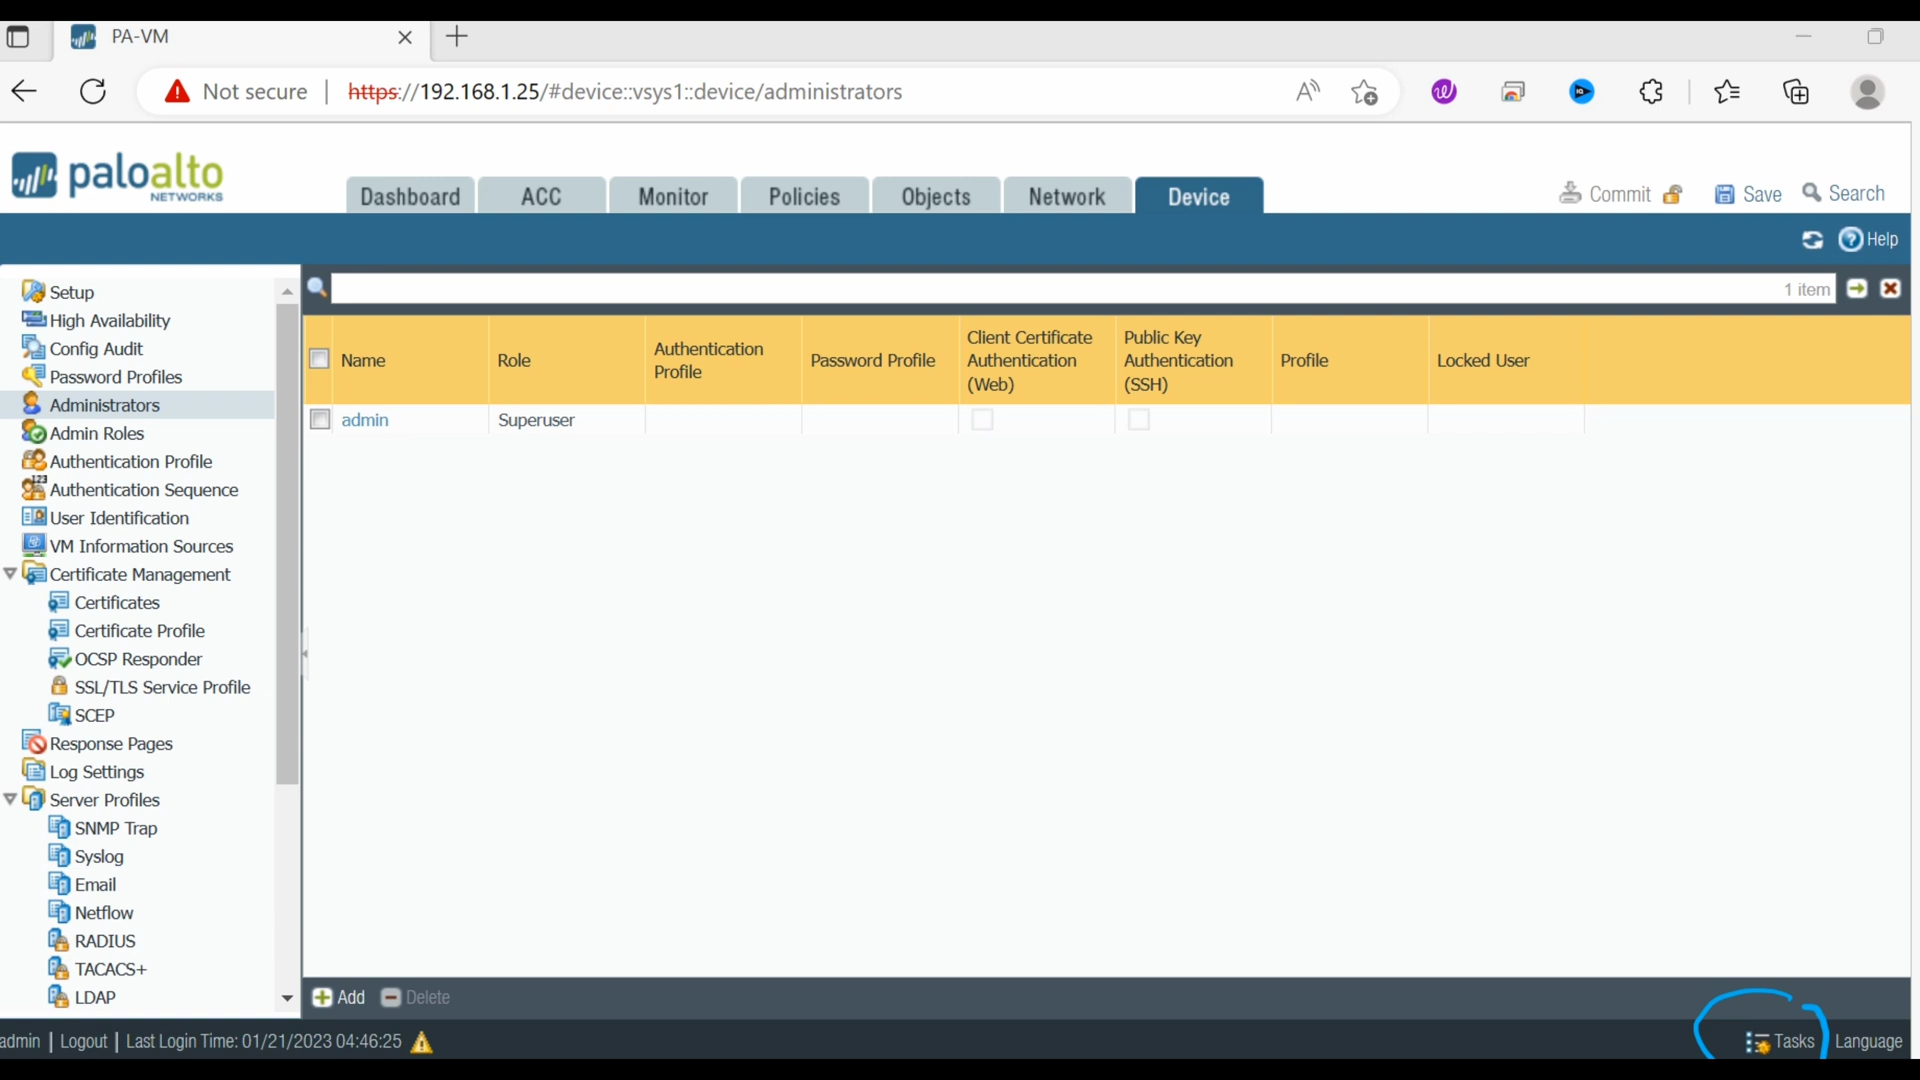 PA-VM
Not secure | https://192.168.1.25/#device::vsys1::device/administrators
paloalto
NETWORKS
Dashboard ACC Monitor Policies Objects Network Device
Commit Save Search
Help
1 item
Setup
High Availability
Config Audit
Password Profiles
Administrators
Admin Roles
Authentication Profile
Authentication Sequence
User Identification
VM Information Sources
Certificate Management
Certificates
Certificate Profile
OCSP Responder
SSL/TLS Service Profile
SCEP
Response Pages
Log Settings
Server Profiles
SNMP Trap
Syslog
Email
Netflow
RADIUS
TACACS+
LDAP
Name
Role
Authentication
Profile
Password Profile
Client Certificate
Authentication
(Web)
Public Key
Authentication
(SSH)
Profile
Locked User
admin Superuser
Add Delete
admin | Logout | Last Login Time: 01/21/2023 04:46:25
Tasks Language